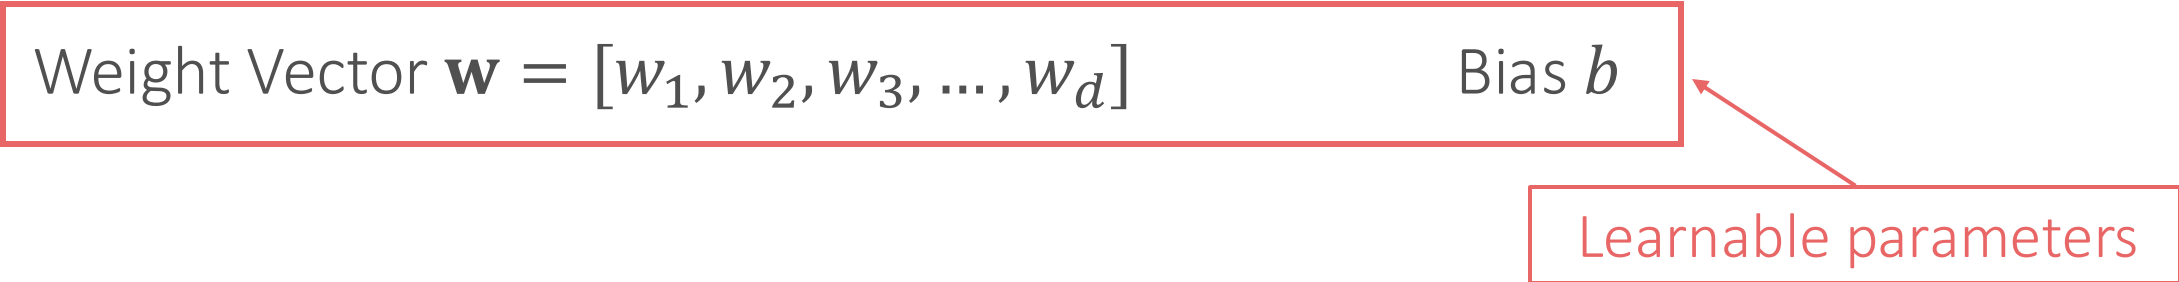 Weight Vector 𝐰 = [𝑤₁, 𝑤₂, 𝑤₃, … , 𝑤_𝑑] Bias 𝑏
Learnable parameters